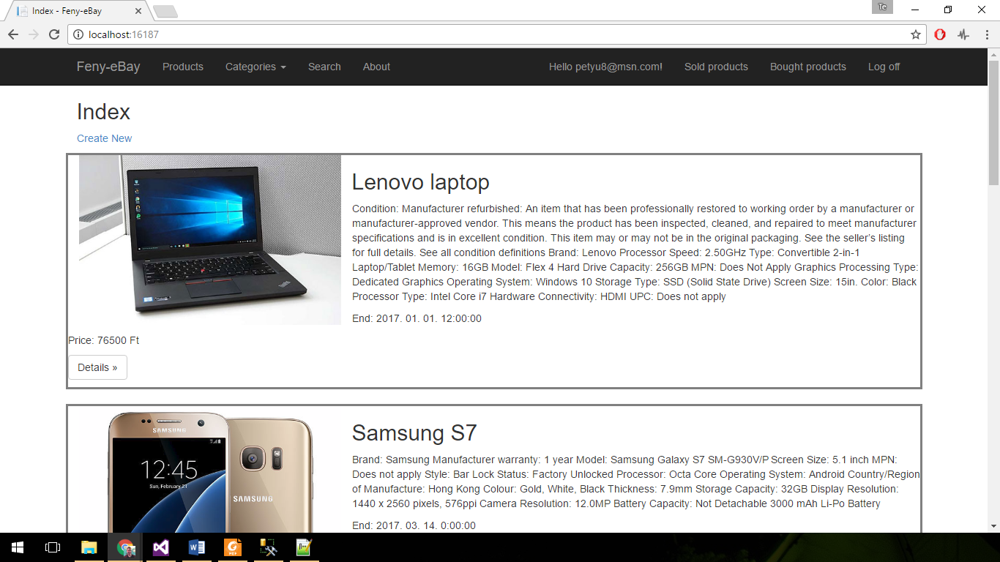 Index - Feny-eBay
Te
localhost:16187
Feny-eBay
Products
Categories
Search
About
Hello petyu8@msn.com!
Sold products
Bought products
Log off
Index
Create New
Lenovo laptop
Condition: Manufacturer refurbished: An item that has been professionally restored to working order by a manufacturer or
manufacturer-approved vendor. This means the product has been inspected, cleaned, and repaired to meet manufacturer
specifications and is in excellent condition. This item may or may not be in the original packaging. See the seller's listing
for full details. See all condition definitions Brand: Lenovo Processor Speed: 2.50GHz Type: Convertible 2-in-1
Laptop/Tablet Memory: 16GB Model: Flex 4 Hard Drive Capacity: 256GB MPN: Does Not Apply Graphics Processing Type:
Dedicated Graphics Operating System: Windows 10 Storage Type: SSD (Solid State Drive) Screen Size: 15in. Color: Black
Processor Type: Intel Core i7 Hardware Connectivity: HDMI UPC: Does not apply
End: 2017. 01. 01. 12:00:00
Price: 76500 Ft
Details »
SAMSUNG
12:45
Sun, February 21
SAMSUNG
Samsung S7
Brand: Samsung Manufacturer warranty: 1 year Model: Samsung Galaxy S7 SM-G930V/P Screen Size: 5.1 inch MPN:
Does not apply Style: Bar Lock Status: Factory Unlocked Processor: Octa Core Operating System: Android Country/Region
of Manufacture: Hong Kong Colour: Gold, White, Black Thickness: 7.9mm Storage Capacity: 32GB Display Resolution:
1440 x 2560 pixels, 576ppi Camera Resolution: 12.0MP Battery Capacity: Not Detachable 3000 mAh Li-Po Battery
End: 2017. 03. 14. 0:00:00